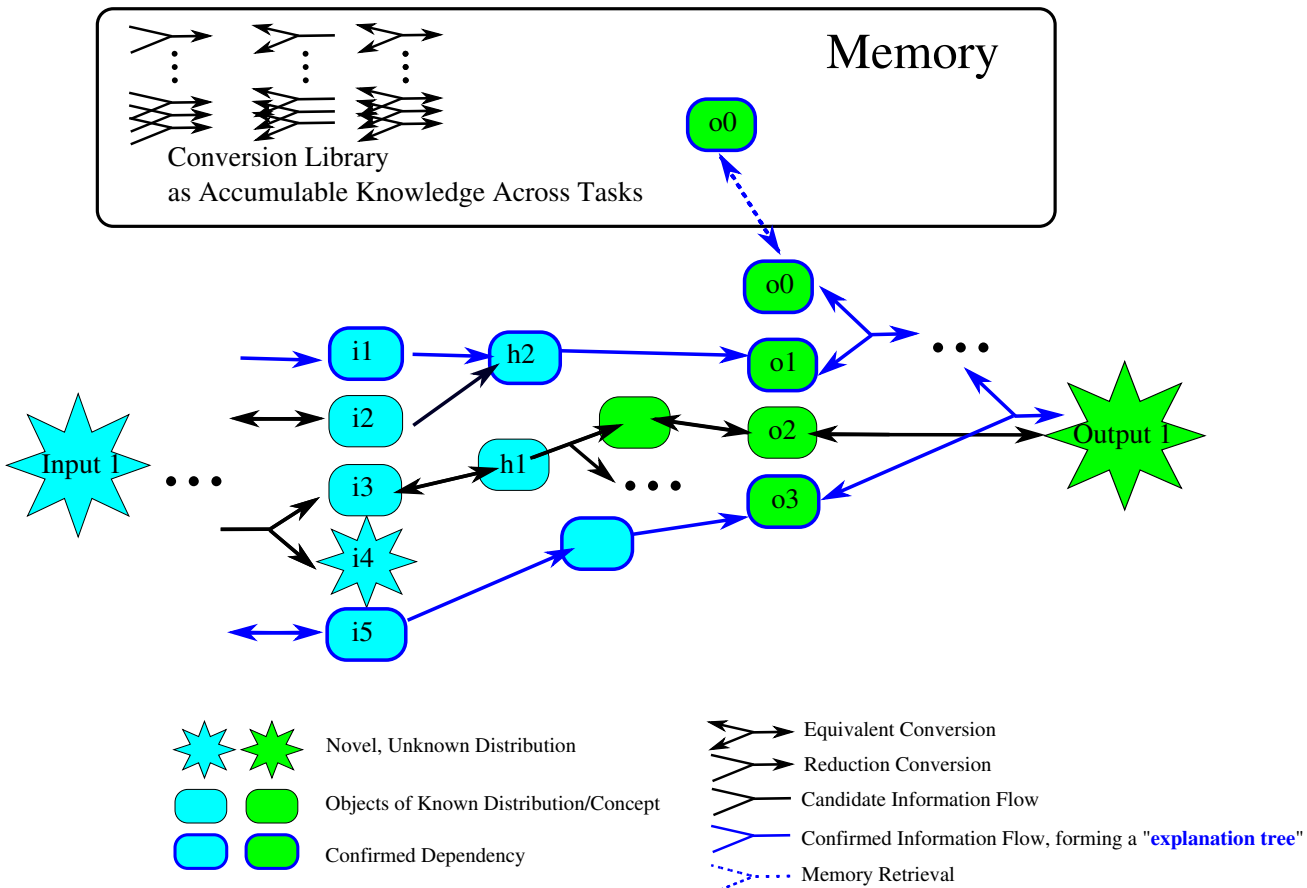 Memory
o0
Conversion Library
as Accumulable Knowledge Across Tasks
o0
i1
h2
o1
i2
o2
Output 1
Input 1
h1
i3
o3
i4
i5
Novel, Unknown Distribution
Objects of Known Distribution/Concept
Confirmed Dependency
Equivalent Conversion
Reduction Conversion
Candidate Information Flow
Confirmed Information Flow, forming a "explanation tree"
Memory Retrieval